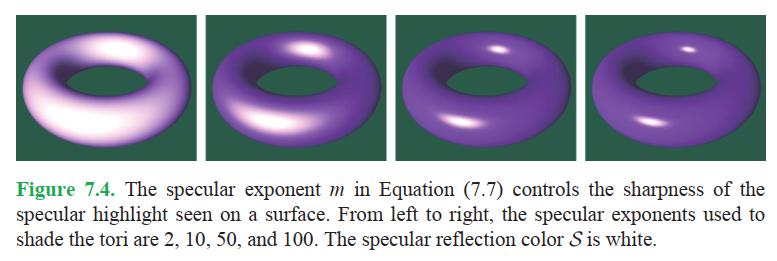 Figure 7.4. The specular exponent m in Equation (7.7) controls the sharpness of the
specular highlight seen on a surface. From left to right, the specular exponents used to
shade the tori are 2, 10, 50, and 100. The specular reflection color S is white.